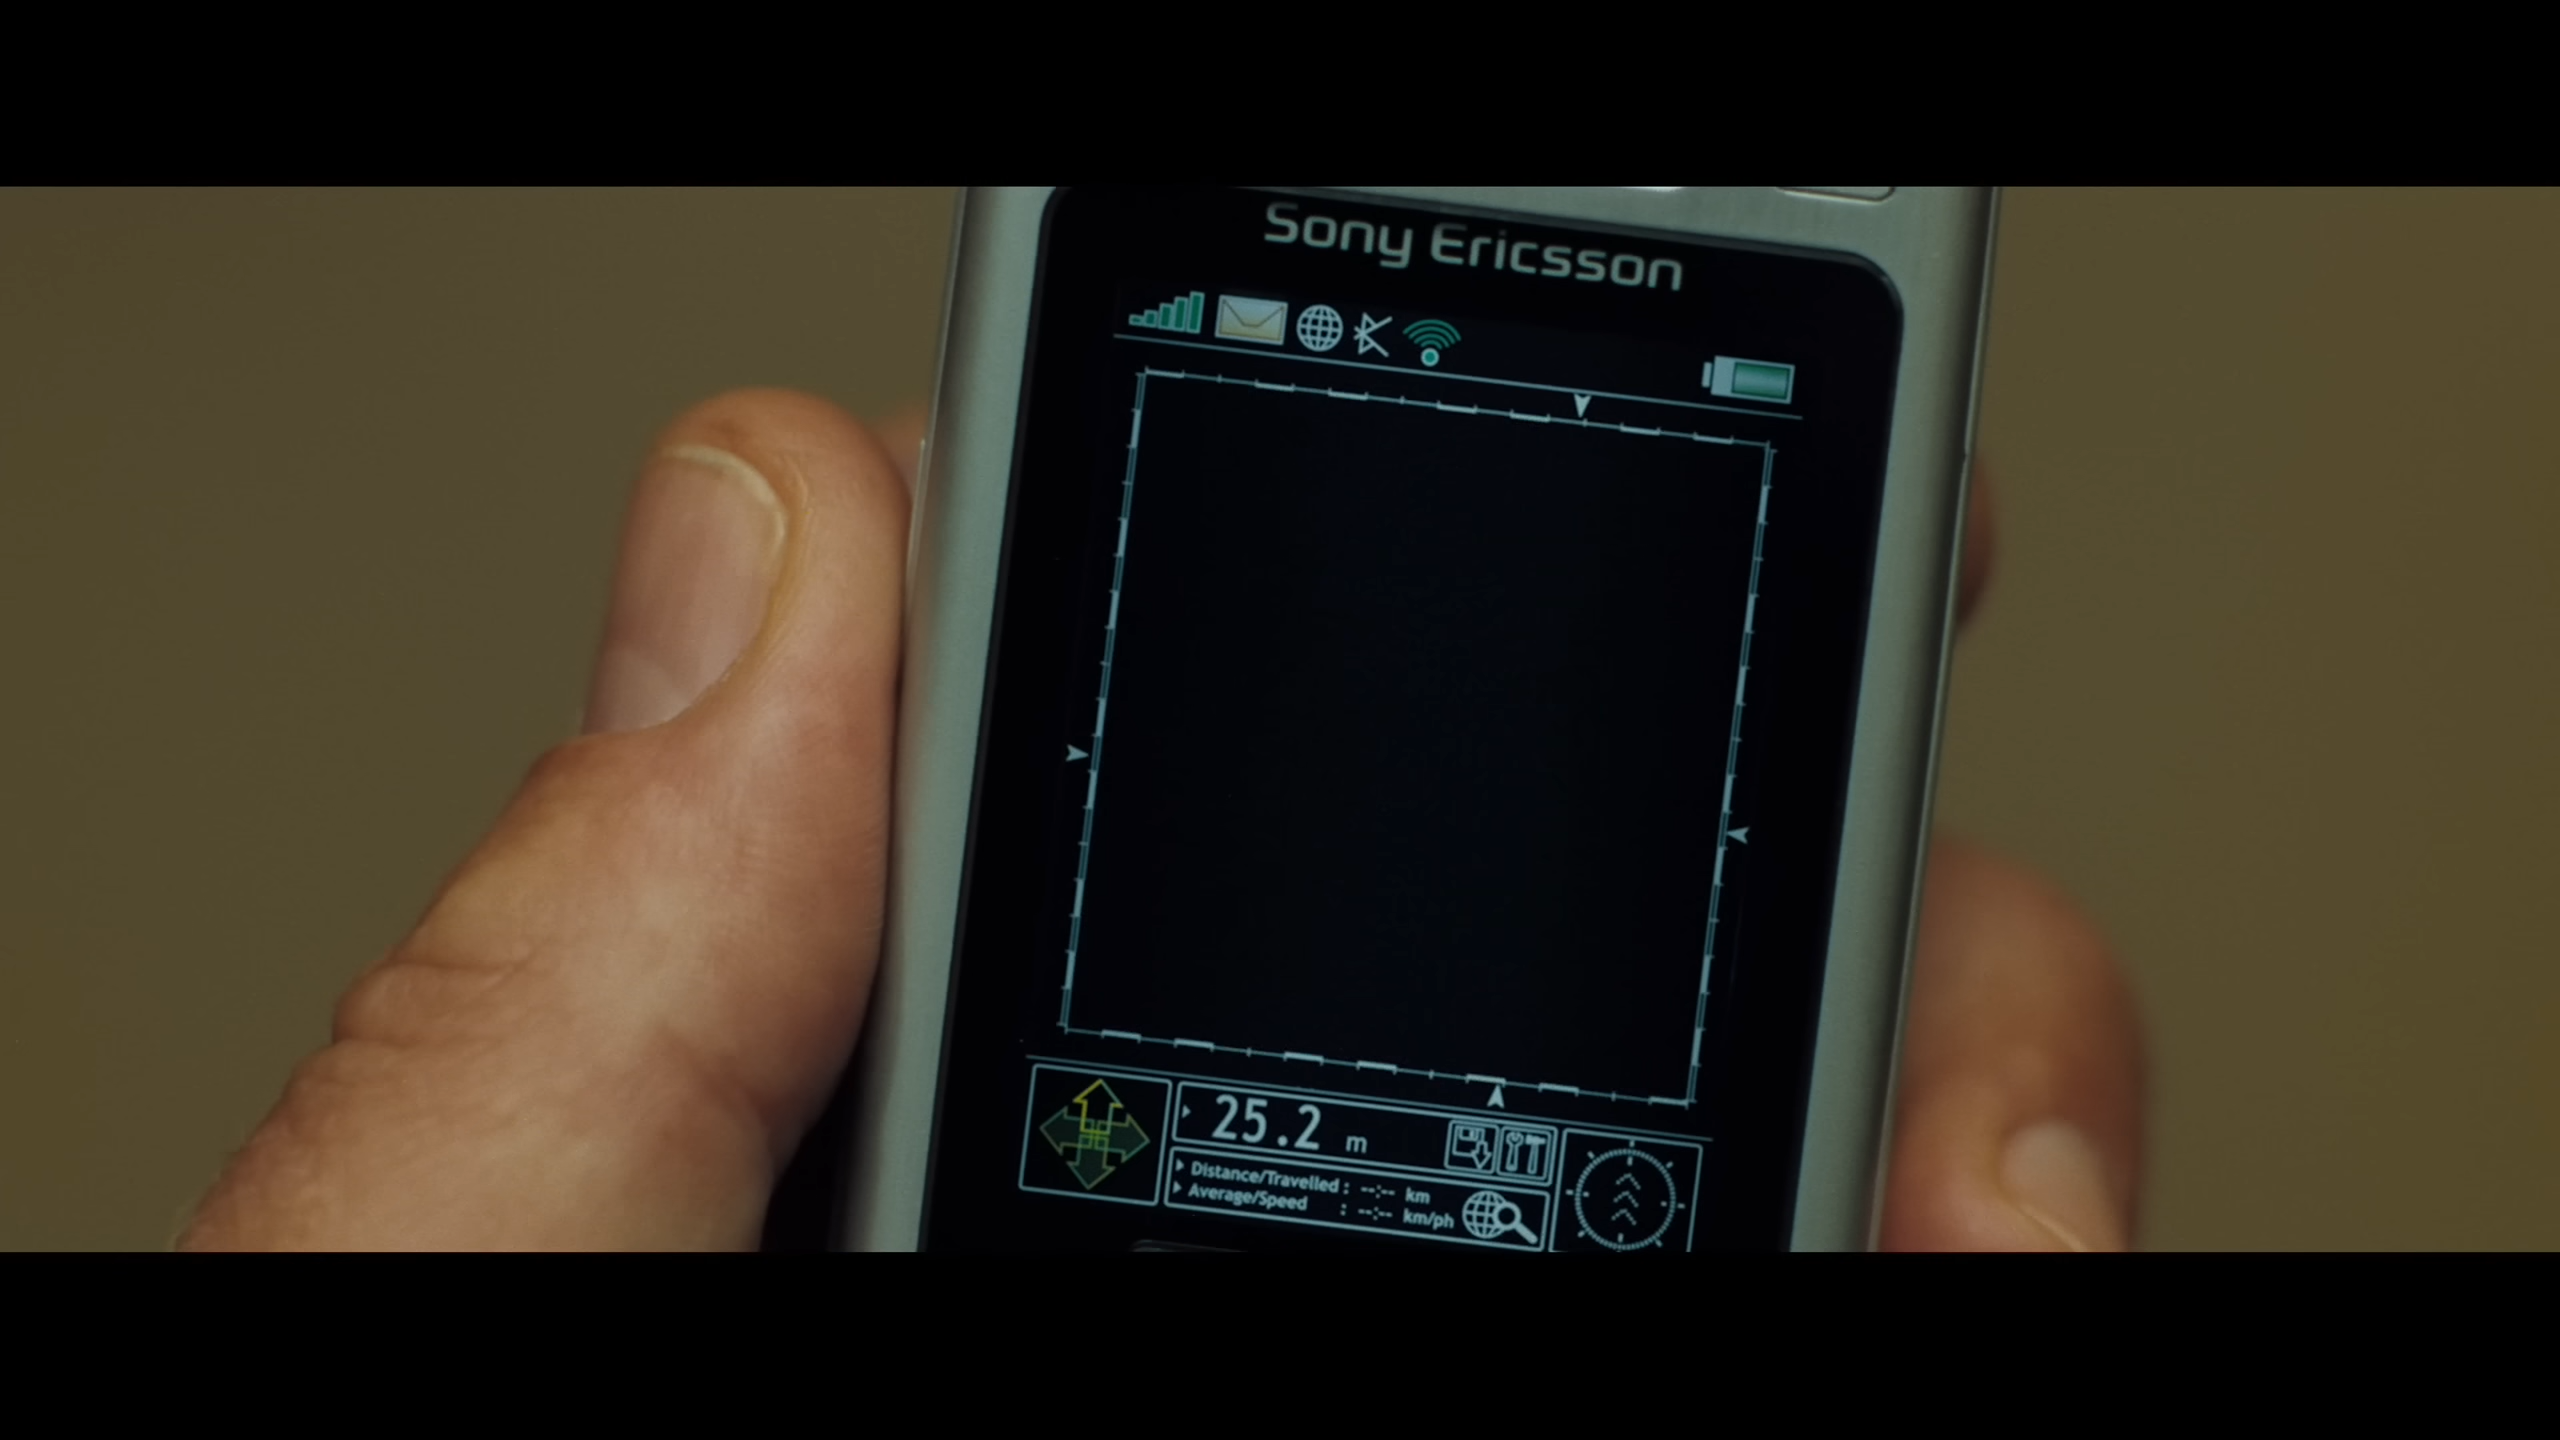 Sony Ericsson
25.2 m
Distance/Travelled : --:-- km
Average/Speed : --:-- km/ph